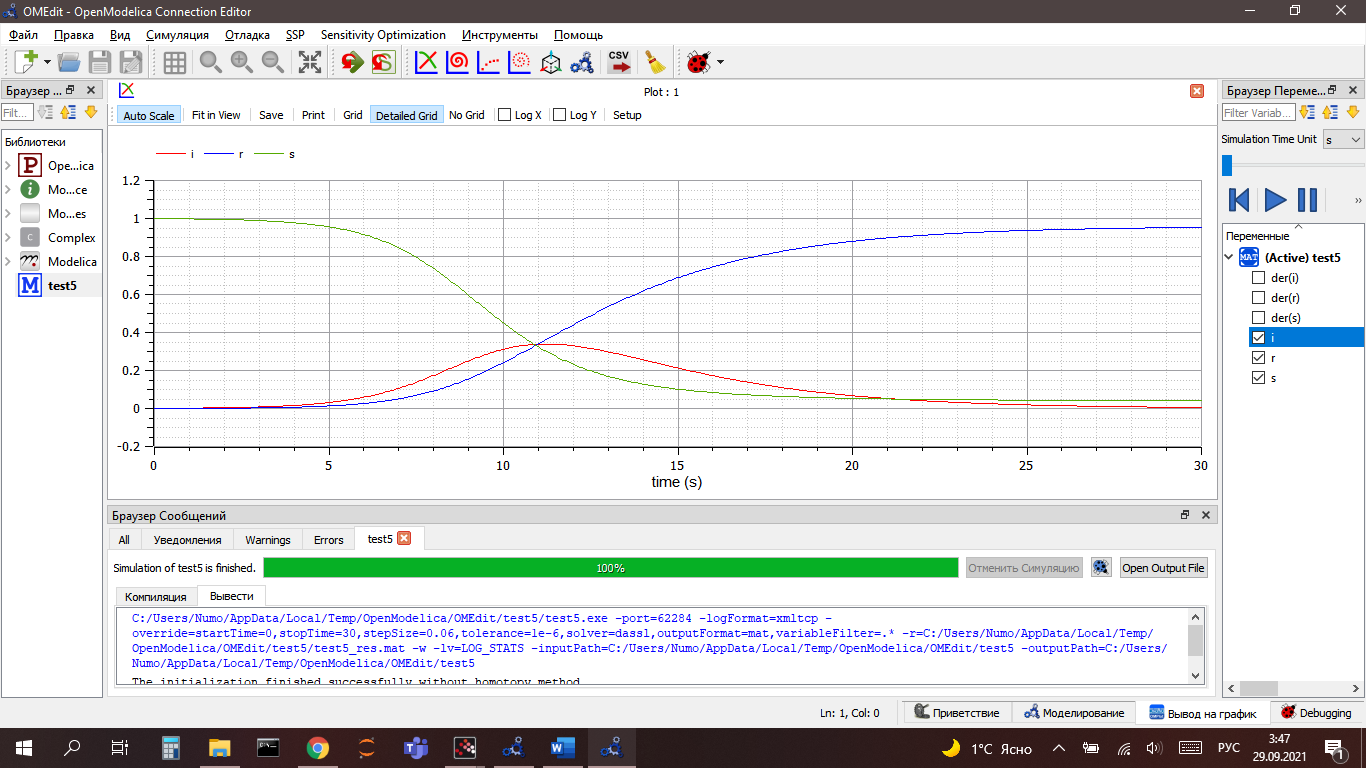 OMEdit - OpenModelica Connection Editor
Файл Правка Вид Симуляция Отладка SSP Sensitivity Optimization Инструменты Помощь
CSV
Браузер ...
Plot : 1
Браузер Переме...
Filt...
Auto Scale Fit in View Save Print Grid Detailed Grid No Grid Log X Log Y Setup
Filter Variab...
Библиотеки
Simulation Time Unit s
P Ope...ica
i Mo...ce
Mo...es
C Complex
m Modelica
M test5
i r s
1.2
1
0.8
0.6
0.4
0.2
0
-0.2
0 5 10 15 20 25 30
time (s)
Переменные
MAT (Active) test5
der(i)
der(r)
der(s)
i
r
s
Браузер Сообщений
All Уведомления Warnings Errors test5
Simulation of test5 is finished. 100% Отменить Симуляцию Open Output File
Компиляция Вывести
C:/Users/Numo/AppData/Local/Temp/OpenModelica/OMEdit/test5/test5.exe -port=62284 -logFormat=xmltcp -
override=startTime=0,stopTime=30,stepSize=0.06,tolerance=1e-6,solver=dassl,outputFormat=mat,variableFilter=.* -r=C:/Users/Numo/AppData/Local/Temp/
OpenModelica/OMEdit/test5/test5_res.mat -w -lv=LOG_STATS -inputPath=C:/Users/Numo/AppData/Local/Temp/OpenModelica/OMEdit/test5 -outputPath=C:/Users/
Numo/AppData/Local/Temp/OpenModelica/OMEdit/test5
The initialization finished successfully without homotopy method
Ln: 1, Col: 0 Приветствие Моделирование Вывод на график Debugging
1°C Ясно РУС 3:47
29.09.2021
1